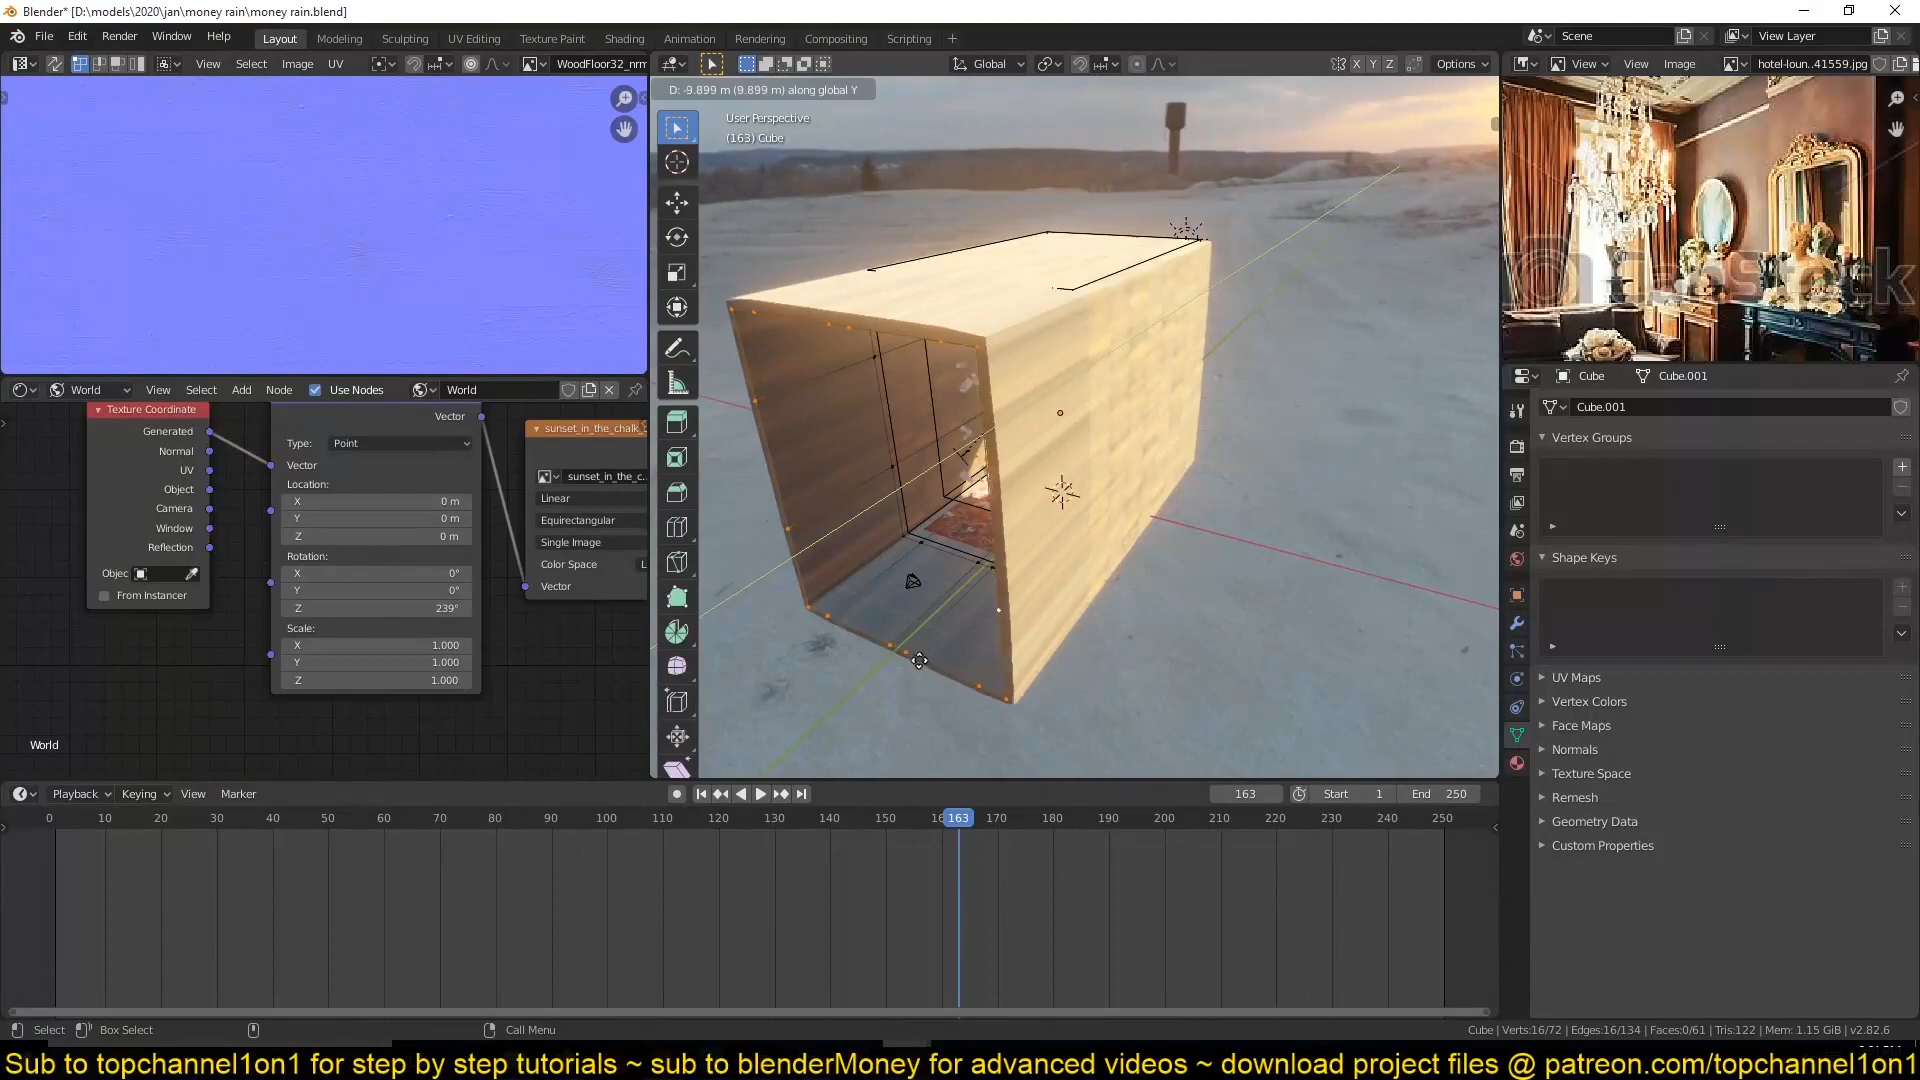 Blender* [D:\models\2020\jan\money rain\money rain.blend]
File Edit Render Window Help Layout Modeling Sculpting UV Editing Texture Paint Shading Animation Rendering Compositing Scripting Scene View Layer
View Select Image UV WoodFloor32_nrm Global X Y Z Options View View Image hotel-loun..41559.jpg
D: -9.899 m (9.899 m) along global Y
User Perspective
(163) Cube
World View Select Add Node Use Nodes World
Cube Cube.001
Cube.001
Texture Coordinate
Generated
Normal
UV
Object
Camera
Window
Reflection
Objec
From Instancer
Vector
Type: Point
Vector
Location:
X 0 m
Y 0 m
Z 0 m
Rotation:
X 0°
Y 0°
Z 239°
Scale:
X 1.000
Y 1.000
Z 1.000
sunset_in_the_chalk_
sunset_in_the_c..
Linear
Equirectangular
Single Image
Color Space L
Vector
World
Vertex Groups
Shape Keys
UV Maps
Vertex Colors
Face Maps
Normals
Texture Space
Remesh
Geometry Data
Custom Properties
Playback Keying View Marker 163 Start 1 End 250
0 10 20 30 40 50 60 70 80 90 100 110 120 130 140 150 16 163 170 180 190 200 210 220 230 240 250
Select Box Select Call Menu Cube | Verts:16/72 | Edges:16/134 | Faces:0/61 | Tris:122 | Mem: 1.15 GiB | v2.82.6
Sub to topchannel1on1 for step by step tutorials ~ sub to blenderMoney for advanced videos ~ download project files @ patreon.com/topchannel1on1